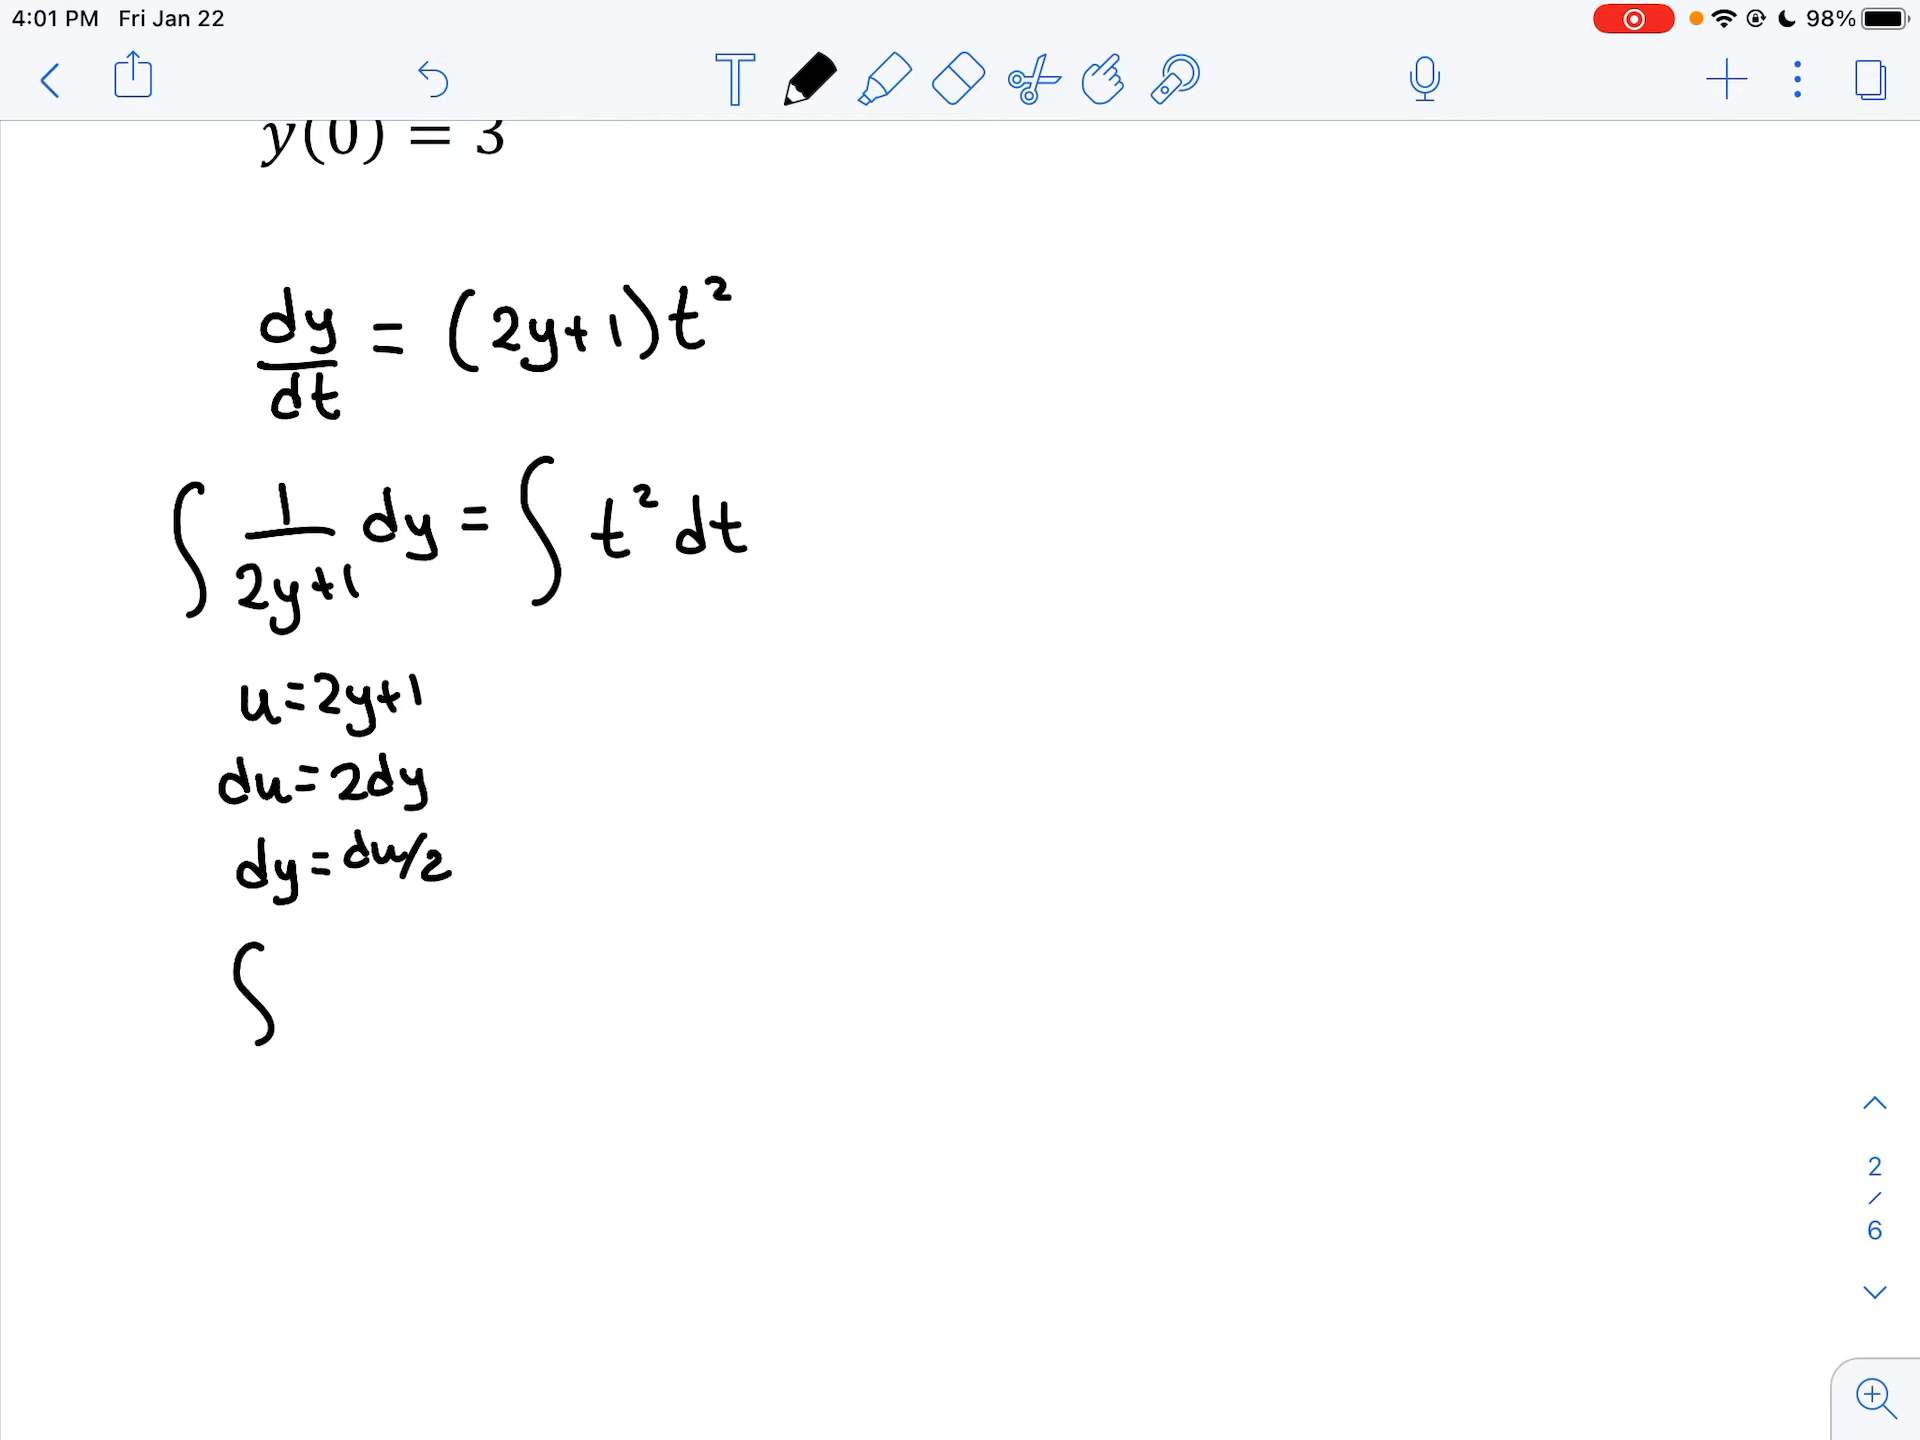 4:01 PM Fri Jan 22 98%
T
y(0) = 3
dy/dt = (2y+1)t²
∫ 1/(2y+1) dy = ∫ t² dt
u=2y+1
du=2dy
dy=du/2
∫
2
/
6